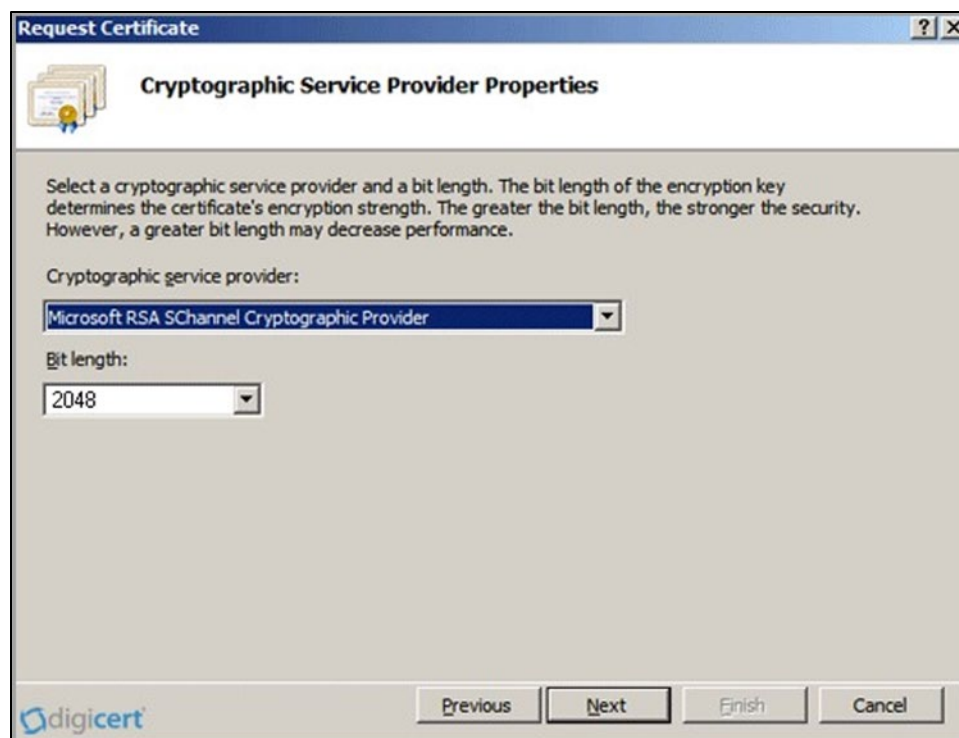 Request Certificate
Cryptographic Service Provider Properties
Select a cryptographic service provider and a bit length. The bit length of the encryption key
determines the certificate's encryption strength. The greater the bit length, the stronger the security.
However, a greater bit length may decrease performance.
Cryptographic service provider:
Microsoft RSA SChannel Cryptographic Provider
Bit length:
2048
Previous Next Finish Cancel
digicert